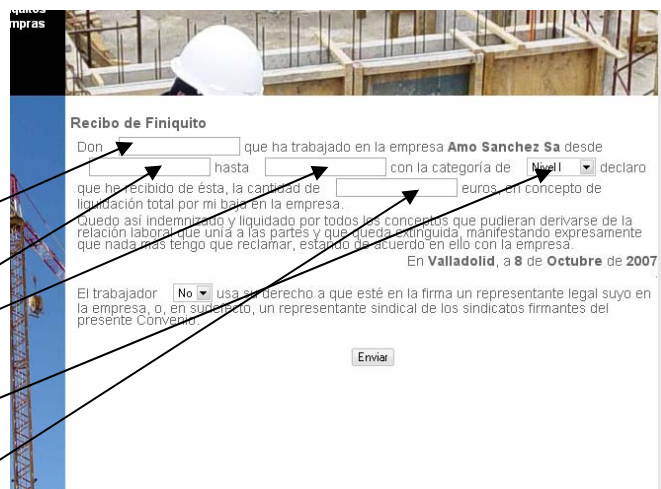 mpras
Recibo de Finiquito
Don que ha trabajado en la empresa Amo Sanchez Sa desde
hasta con la categoría de Nivel I declaro
que he recibido de ésta, la cantidad de euros, en concepto de
liquidación total por mi baja en la empresa.
Quedo así indemnizado y liquidado por todos los conceptos que pudieran derivarse de la
relación laboral que unía a las partes y que queda extinguida, manifestando expresamente
que nada más tengo que reclamar, estando de acuerdo en ello con la empresa.
En Valladolid, a 8 de Octubre de 2007
El trabajador No usa su derecho a que esté en la firma un representante legal suyo en
la empresa, o, en su defecto, un representante sindical de los sindicatos firmantes del
presente Convenio.
Enviar